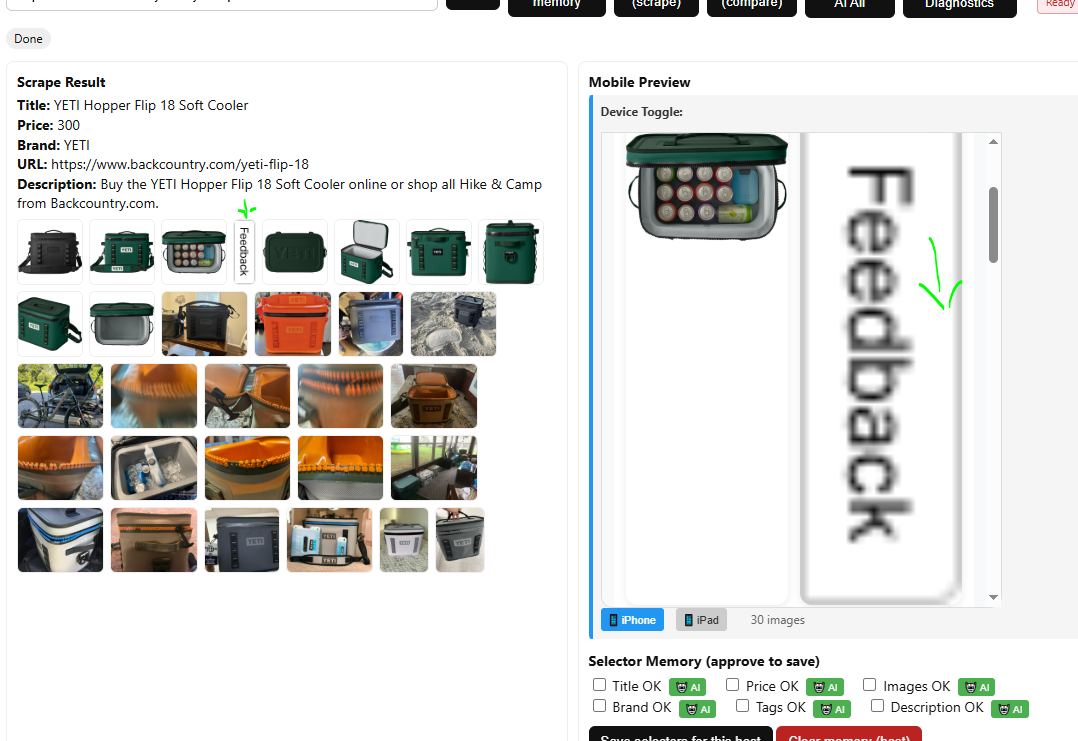 memory
(scrape)
(compare)
AI All
Diagnostics
Ready
Done
Scrape Result
Title: YETI Hopper Flip 18 Soft Cooler
Price: 300
Brand: YETI
URL: https://www.backcountry.com/yeti-flip-18
Description: Buy the YETI Hopper Flip 18 Soft Cooler online or shop all Hike & Camp
from Backcountry.com.
Feedback
YETI
Mobile Preview
Device Toggle:
Feedback
iPhone
iPad
30 images
Selector Memory (approve to save)
Title OK AI
Price OK AI
Images OK AI
Brand OK AI
Tags OK AI
Description OK AI
Save selectors for this host
Clear memory (host)